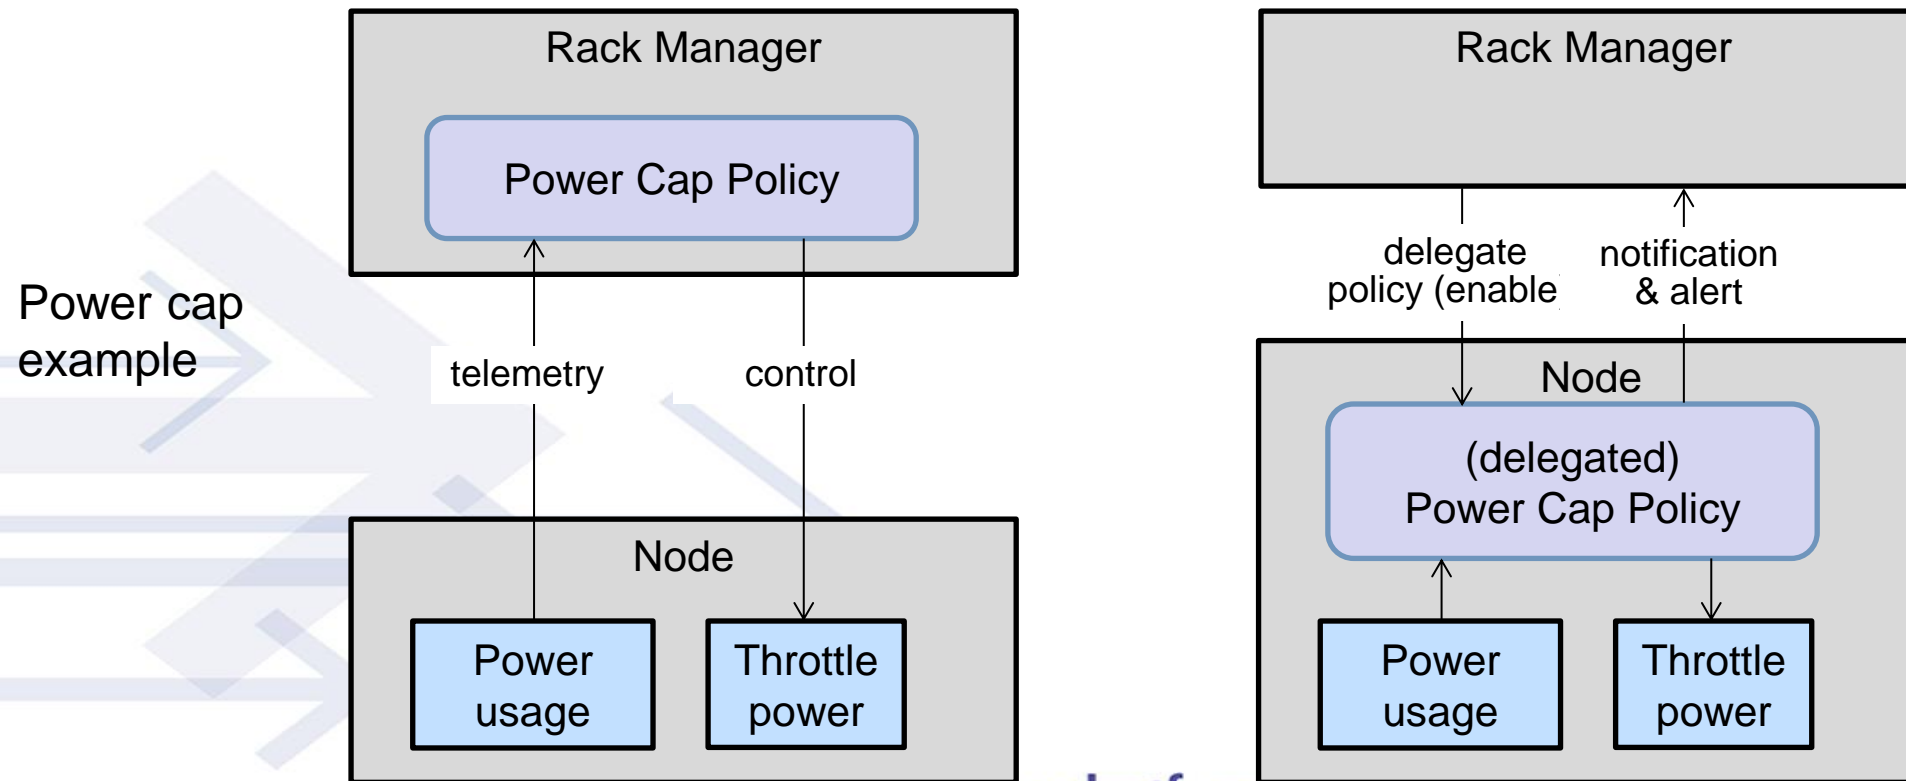 Power cap
example
Rack Manager
Power Cap Policy
telemetry
control
Node
Power
usage
Throttle
power
Rack Manager
delegate
policy (enable
notification
& alert
Node
(delegated)
Power Cap Policy
Power
usage
Throttle
power